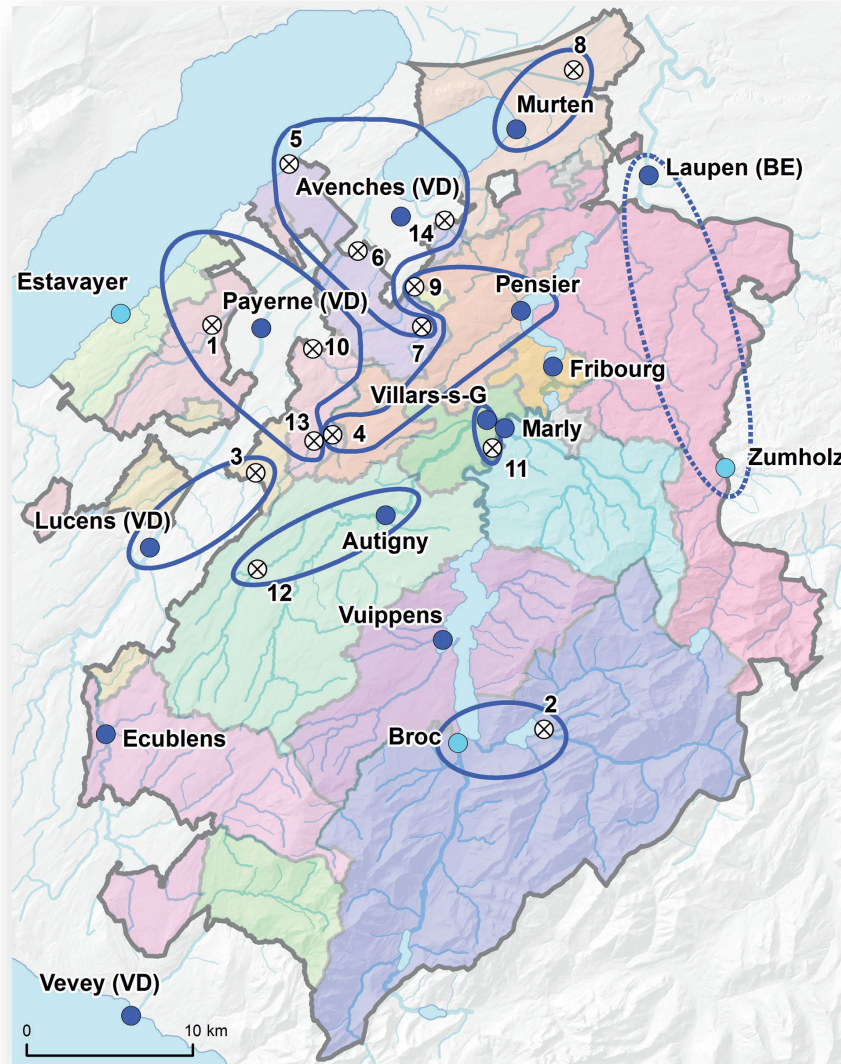 8
Murten
5
Laupen (BE)
Avenches (VD)
14
6
Estavayer
9
Payerne (VD)
Pensier
1
10
7
Fribourg
Villars-s-G
13
4
Marly
3
11
Zumholz
Lucens (VD)
Autigny
12
Vuippens
2
Ecublens
Broc
Vevey (VD)
0
10 km